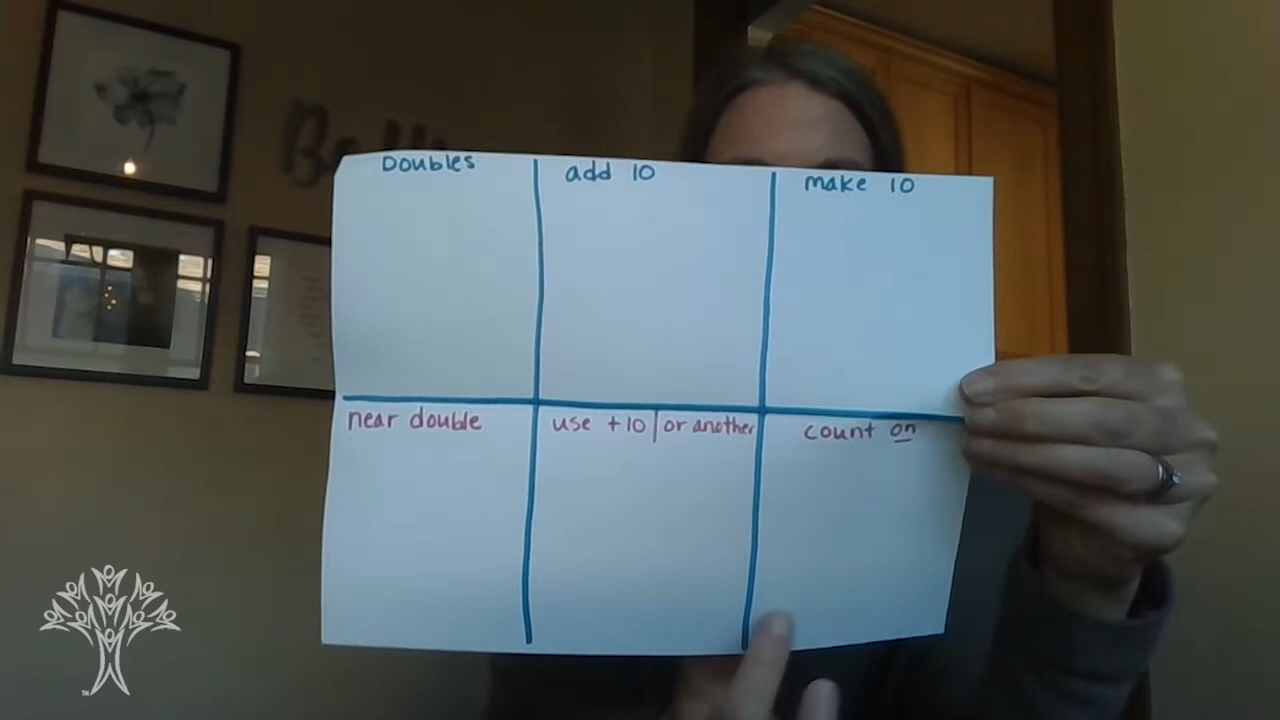 Doubles
add 10
make 10
near double
use +10 | or another
count on